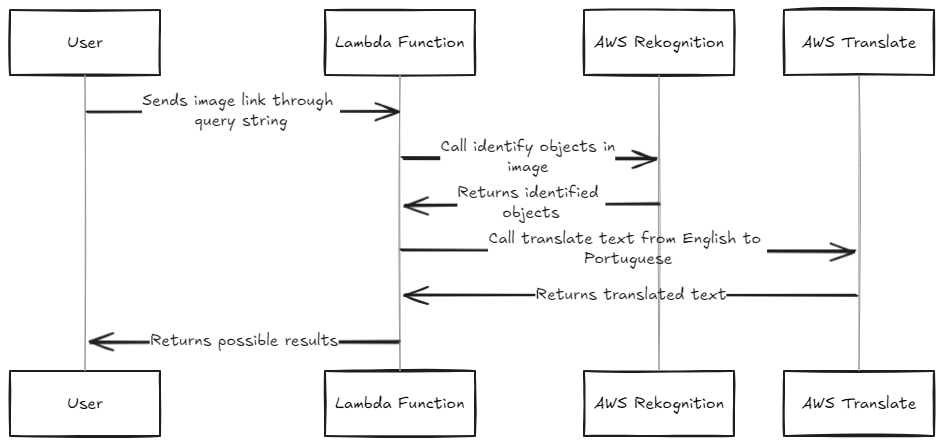 User
Lambda Function
AWS Rekognition
AWS Translate
Sends image link through
query string
Call identify objects in
image
Returns identified
objects
Call translate text from English to
Portuguese
Returns translated text
Returns possible results
User
Lambda Function
AWS Rekognition
AWS Translate